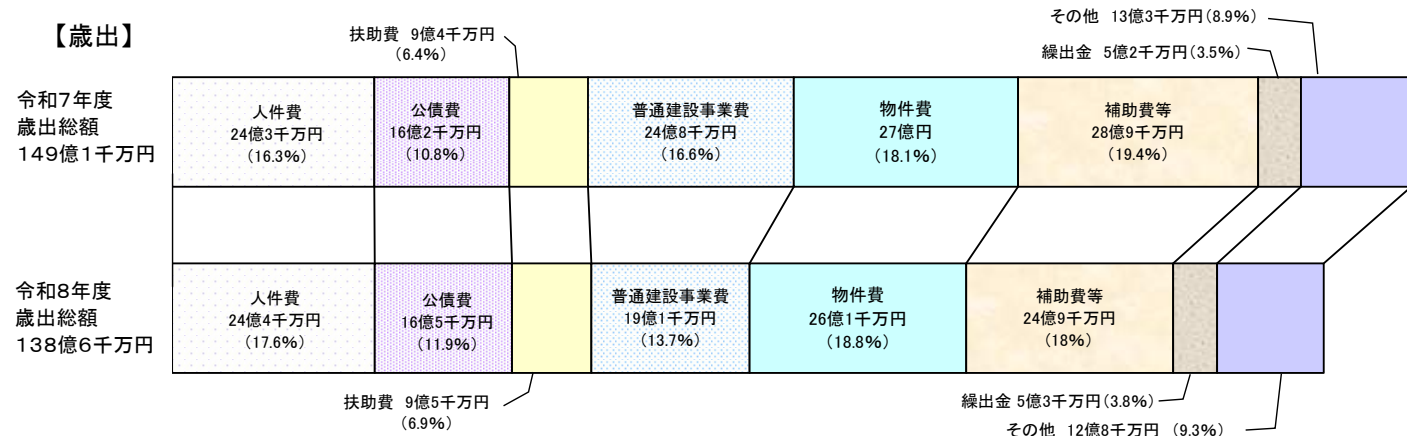 【歳出】
扶助費 9億4千万円
(6.4%)
その他 13億3千万円(8.9%)
繰出金 5億2千万円(3.5%)
令和7年度
歳出総額
149億1千万円
人件費
24億3千万円
(16.3%)
公債費
16億2千万円
(10.8%)
普通建設事業費
24億8千万円
(16.6%)
物件費
27億円
(18.1%)
補助費等
28億9千万円
(19.4%)
令和8年度
歳出総額
138億6千万円
人件費
24億4千万円
(17.6%)
公債費
16億5千万円
(11.9%)
普通建設事業費
19億1千万円
(13.7%)
物件費
26億1千万円
(18.8%)
補助費等
24億9千万円
(18%)
扶助費 9億5千万円
(6.9%)
繰出金 5億3千万円(3.8%)
その他 12億8千万円 (9.3%)